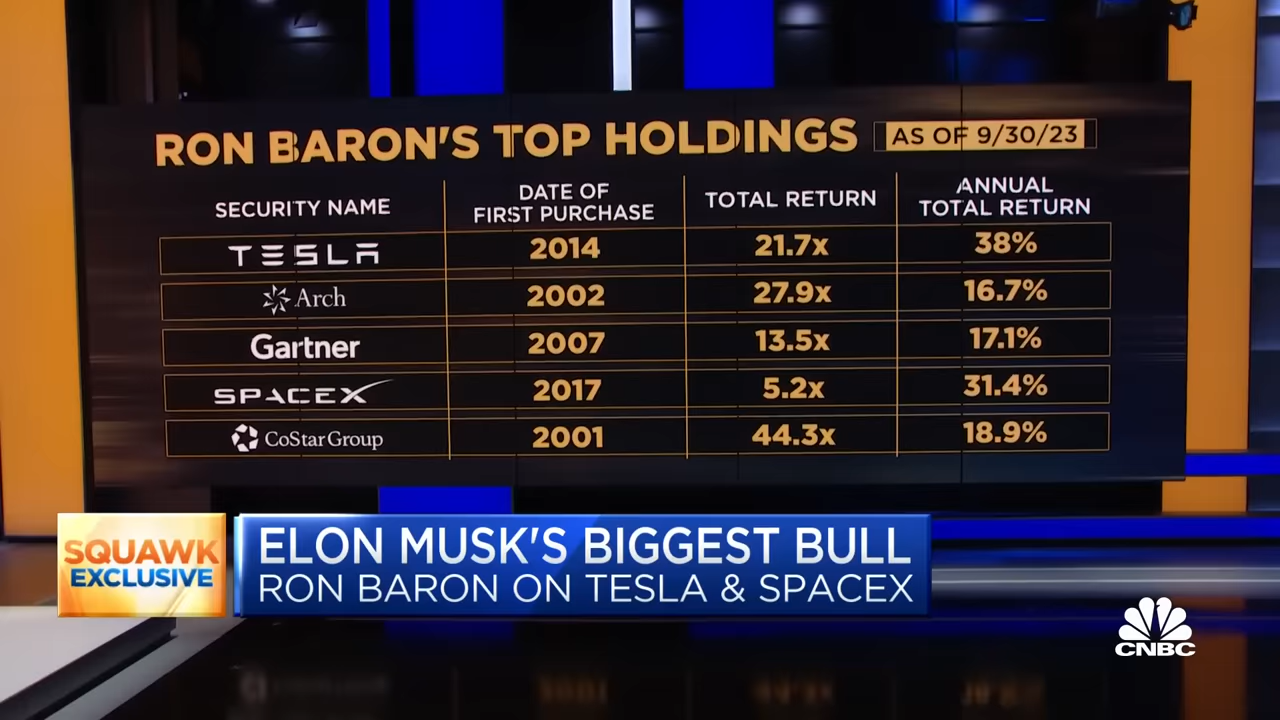 RON BARON'S TOP HOLDINGS AS OF 9/30/23
SECURITY NAME DATE OF FIRST PURCHASE TOTAL RETURN ANNUAL TOTAL RETURN
TESLA 2014 21.7x 38%
Arch 2002 27.9x 16.7%
Gartner 2007 13.5x 17.1%
SPACEX 2017 5.2x 31.4%
CoStar Group 2001 44.3x 18.9%
SQUAWK
EXCLUSIVE
ELON MUSK'S BIGGEST BULL
RON BARON ON TESLA & SPACEX
CNBC